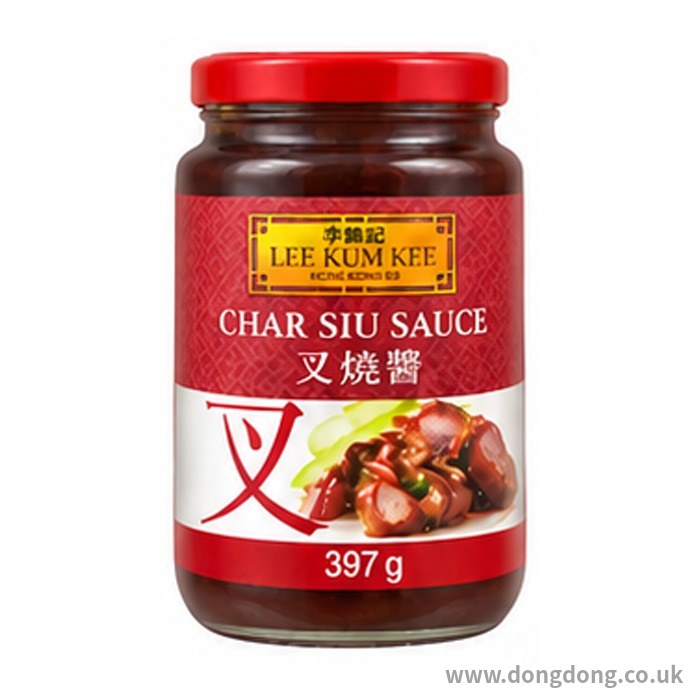 李錦記
LEE KUM KEE
CHAR SIU SAUCE
叉燒醬
叉
397 g
www.dongdong.co.uk